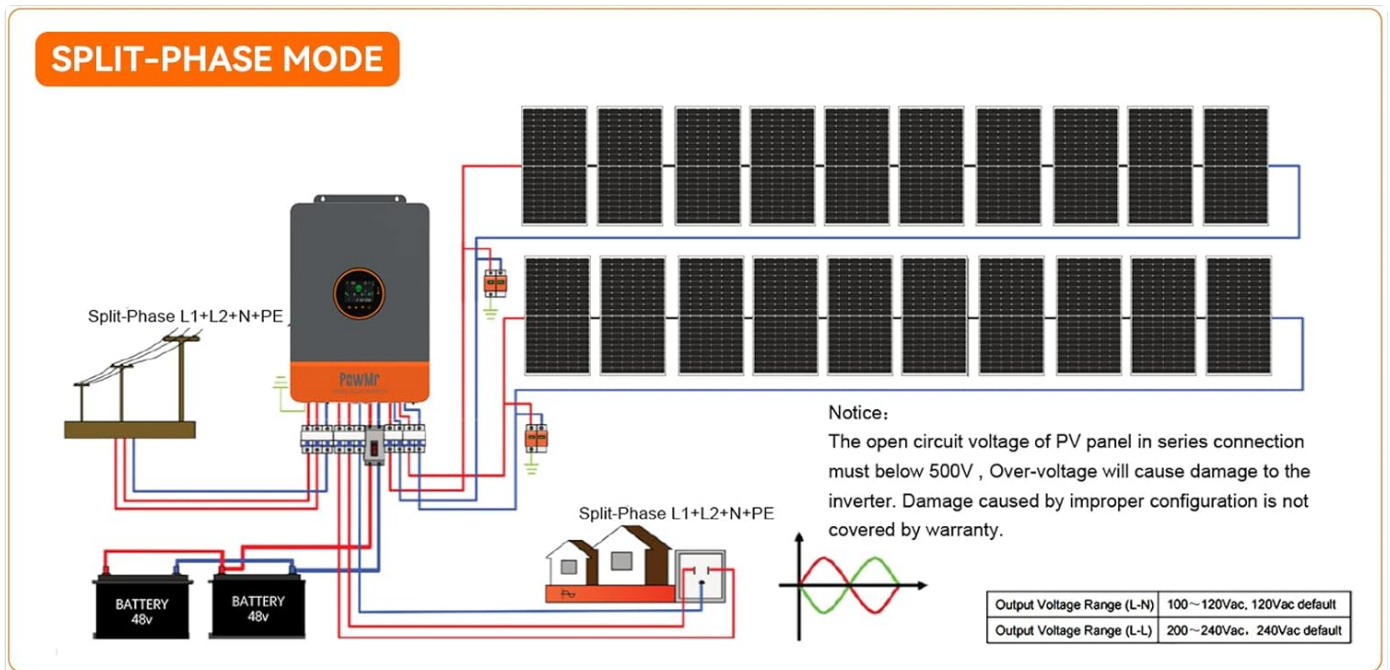 SPLIT-PHASE MODE
Split-Phase L1+L2+N+PE
PowMr
Notice:
The open circuit voltage of PV panel in series connection
must below 500V , Over-voltage will cause damage to the
inverter. Damage caused by improper configuration is not
covered by warranty.
Split-Phase L1+L2+N+PE
BATTERY
48v
BATTERY
48v
Output Voltage Range (L-N) 100～120Vac, 120Vac default
Output Voltage Range (L-L) 200～240Vac, 240Vac default